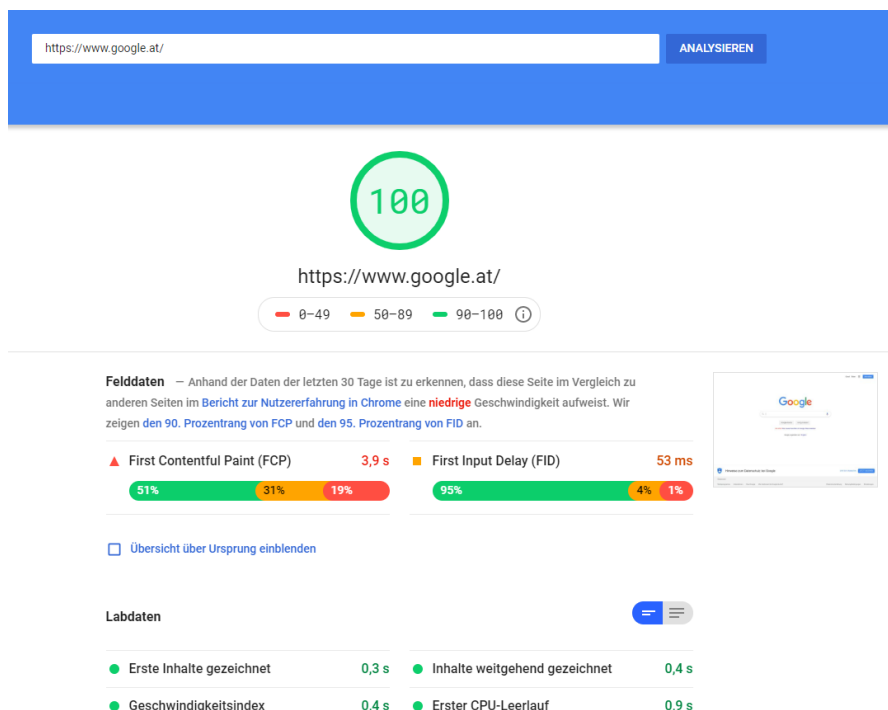 https://www.google.at/
ANALYSIEREN
100
https://www.google.at/
0–49 50–89 90–100
Felddaten — Anhand der Daten der letzten 30 Tage ist zu erkennen, dass diese Seite im Vergleich zu
anderen Seiten im Bericht zur Nutzererfahrung in Chrome eine niedrige Geschwindigkeit aufweist. Wir
zeigen den 90. Prozentrang von FCP und den 95. Prozentrang von FID an.
Google
First Contentful Paint (FCP) 3,9 s
51% 31% 19%
First Input Delay (FID) 53 ms
95% 4% 1%
Übersicht über Ursprung einblenden
Labdaten
Erste Inhalte gezeichnet 0,3 s
Inhalte weitgehend gezeichnet 0,4 s
Geschwindigkeitsindex 0,4 s
Erster CPU-Leerlauf 0,9 s